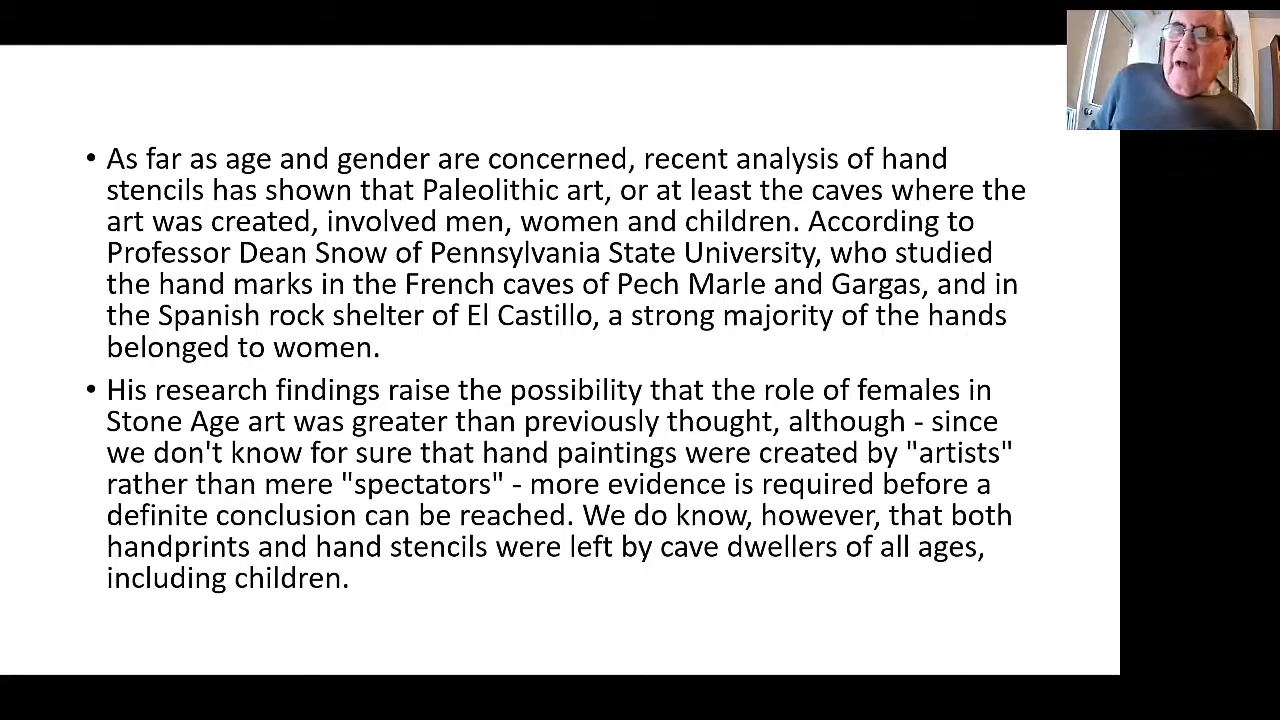 • As far as age and gender are concerned, recent analysis of hand
stencils has shown that Paleolithic art, or at least the caves where the
art was created, involved men, women and children. According to
Professor Dean Snow of Pennsylvania State University, who studied
the hand marks in the French caves of Pech Marle and Gargas, and in
the Spanish rock shelter of El Castillo, a strong majority of the hands
belonged to women.
• His research findings raise the possibility that the role of females in
Stone Age art was greater than previously thought, although - since
we don't know for sure that hand paintings were created by "artists"
rather than mere "spectators" - more evidence is required before a
definite conclusion can be reached. We do know, however, that both
handprints and hand stencils were left by cave dwellers of all ages,
including children.